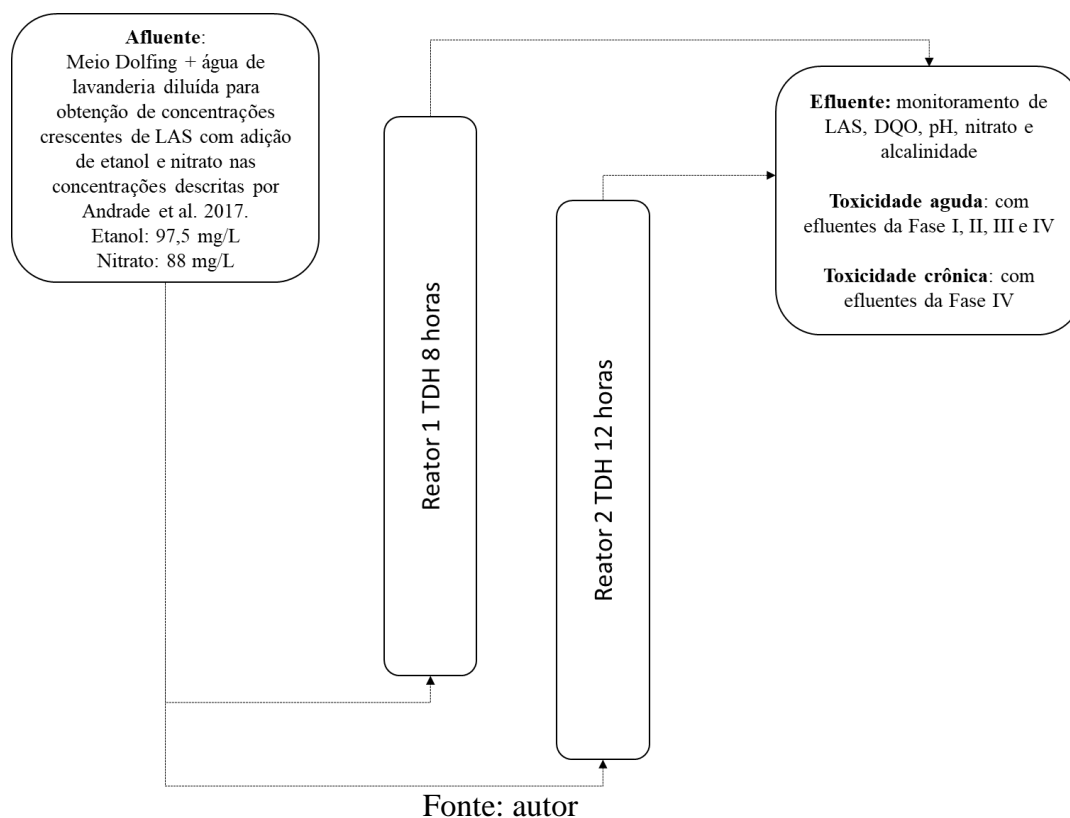 Afluente:
Meio Dolfing + água de
lavanderia diluída para
obtenção de concentrações
crescentes de LAS com adição
de etanol e nitrato nas
concentrações descritas por
Andrade et al. 2017.
Etanol: 97,5 mg/L
Nitrato: 88 mg/L
Reator 1 TDH 8 horas
Reator 2 TDH 12 horas
Efluente: monitoramento de
LAS, DQO, pH, nitrato e
alcalinidade
Toxicidade aguda: com
efluentes da Fase I, II, III e IV
Toxicidade crônica: com
efluentes da Fase IV
Fonte: autor